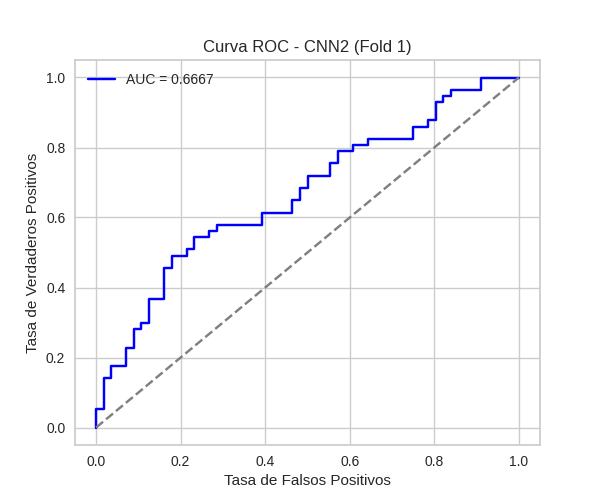 Curva ROC - CNN2 (Fold 1)
AUC = 0.6667
Tasa de Verdaderos Positivos
1.0
0.8
0.6
0.4
0.2
0.0
0.0 0.2 0.4 0.6 0.8 1.0
Tasa de Falsos Positivos